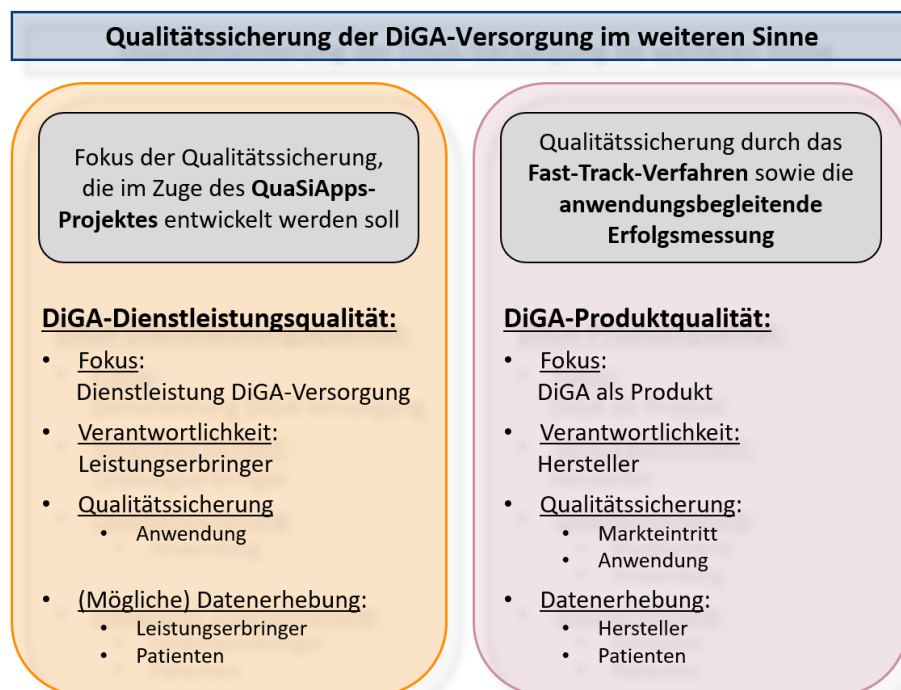 Qualitätssicherung der DiGA-Versorgung im weiteren Sinne
Fokus der Qualitätssicherung,
die im Zuge des QuaSiApps-
Projektes entwickelt werden soll
DiGA-Dienstleistungsqualität:
• Fokus:
Dienstleistung DiGA-Versorgung
• Verantwortlichkeit:
Leistungserbringer
• Qualitätssicherung
• Anwendung
• (Mögliche) Datenerhebung:
• Leistungserbringer
• Patienten
Qualitätssicherung durch das
Fast-Track-Verfahren sowie die
anwendungsbegleitende
Erfolgsmessung
DiGA-Produktqualität:
• Fokus:
DiGA als Produkt
• Verantwortlichkeit:
Hersteller
• Qualitätssicherung:
• Markteintritt
• Anwendung
• Datenerhebung:
• Hersteller
• Patienten